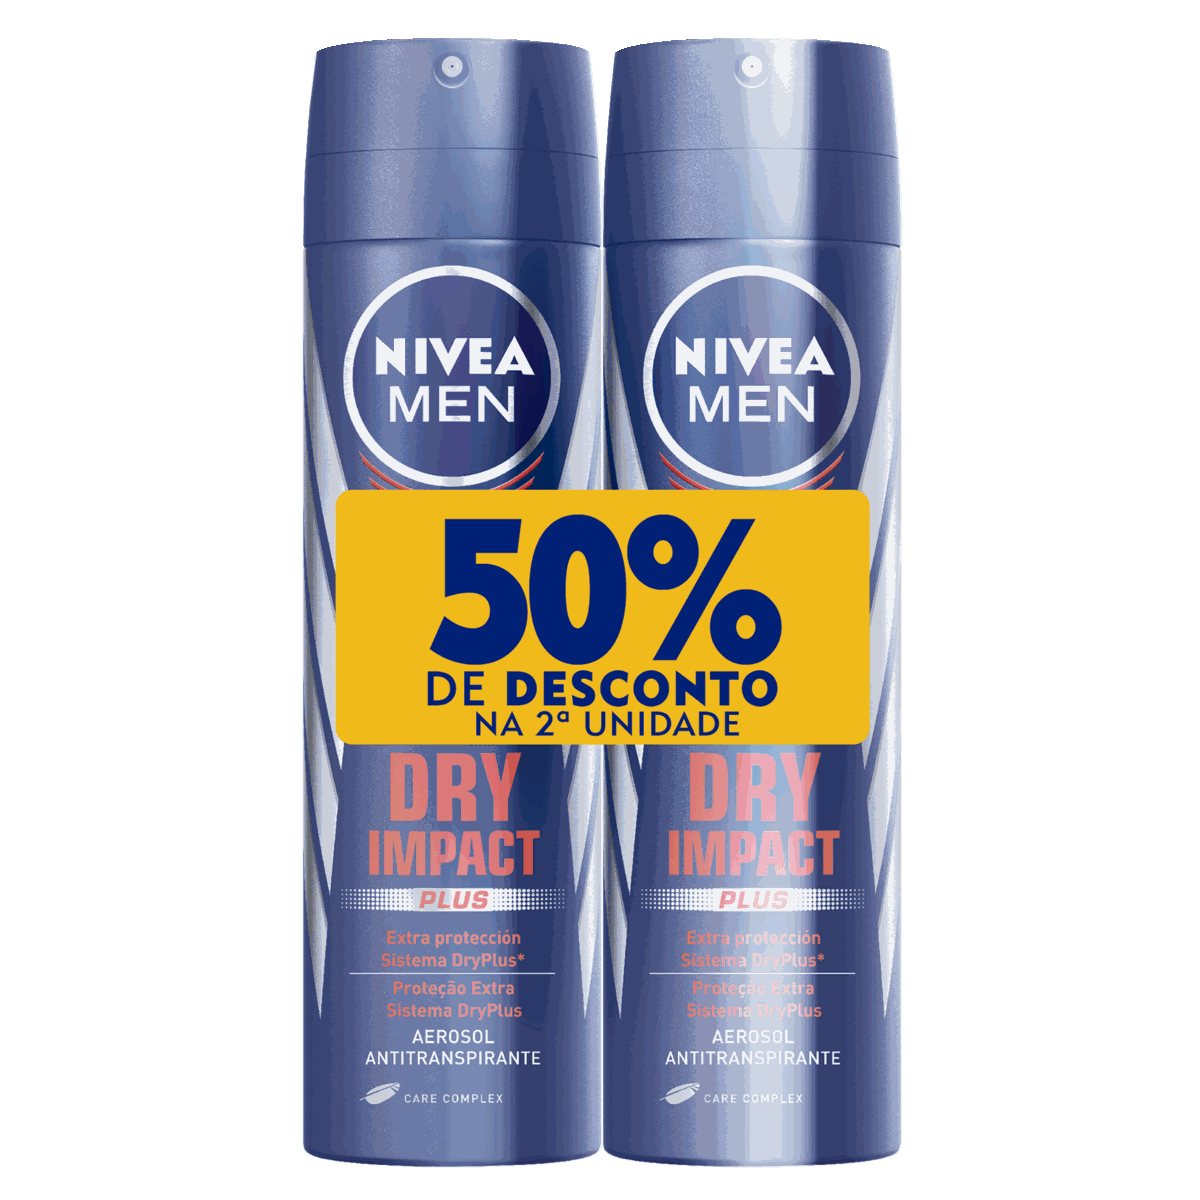 NIVEA
MEN
NIVEA
MEN
50%
DE DESCONTO
NA 2ª UNIDADE
DRY
IMPACT
PLUS
Extra protección
Sistema DryPlus*
Proteção Extra
Sistema DryPlus
AEROSOL
ANTITRANSPIRANTE
CARE COMPLEX
DRY
IMPACT
PLUS
Extra protección
Sistema DryPlus*
Proteção Extra
Sistema DryPlus
AEROSOL
ANTITRANSPIRANTE
CARE COMPLEX